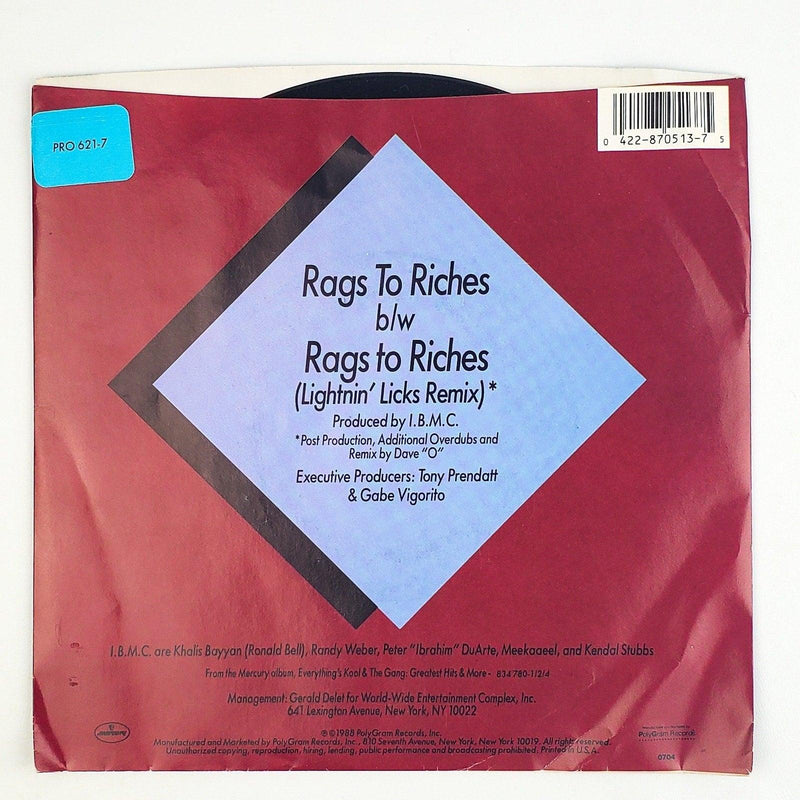 PRO 621-7
0 422-870513-7 5
Rags To Riches
b/w
Rags to Riches
(Lightnin' Licks Remix)*
Produced by I.B.M.C.
*Post Production, Additional Overdubs and
Remix by Dave "O"
Executive Producers: Tony Prendatt
& Gabe Vigorito
I.B.M.C. are Khalis Bayyan (Ronald Bell), Randy Weber, Peter "Ibrahim" DuArte, Meekaaeel, and Kendal Stubbs
From the Mercury album, Everything's Kool & The Gang: Greatest Hits & More - 834 780-1/2/4
Management: Gerald Delet for World-Wide Entertainment Complex, Inc.
641 Lexington Avenue, New York, NY 10022
℗ © 1988 PolyGram Records, Inc.
Manufactured and Marketed by PolyGram Records, Inc., 810 Seventh Avenue, New York, New York 10019. All rights reserved.
Unauthorized copying, reproduction, hiring, lending, public performance and broadcasting prohibited. Printed in U.S.A.
mercury
PolyGram Records
0704